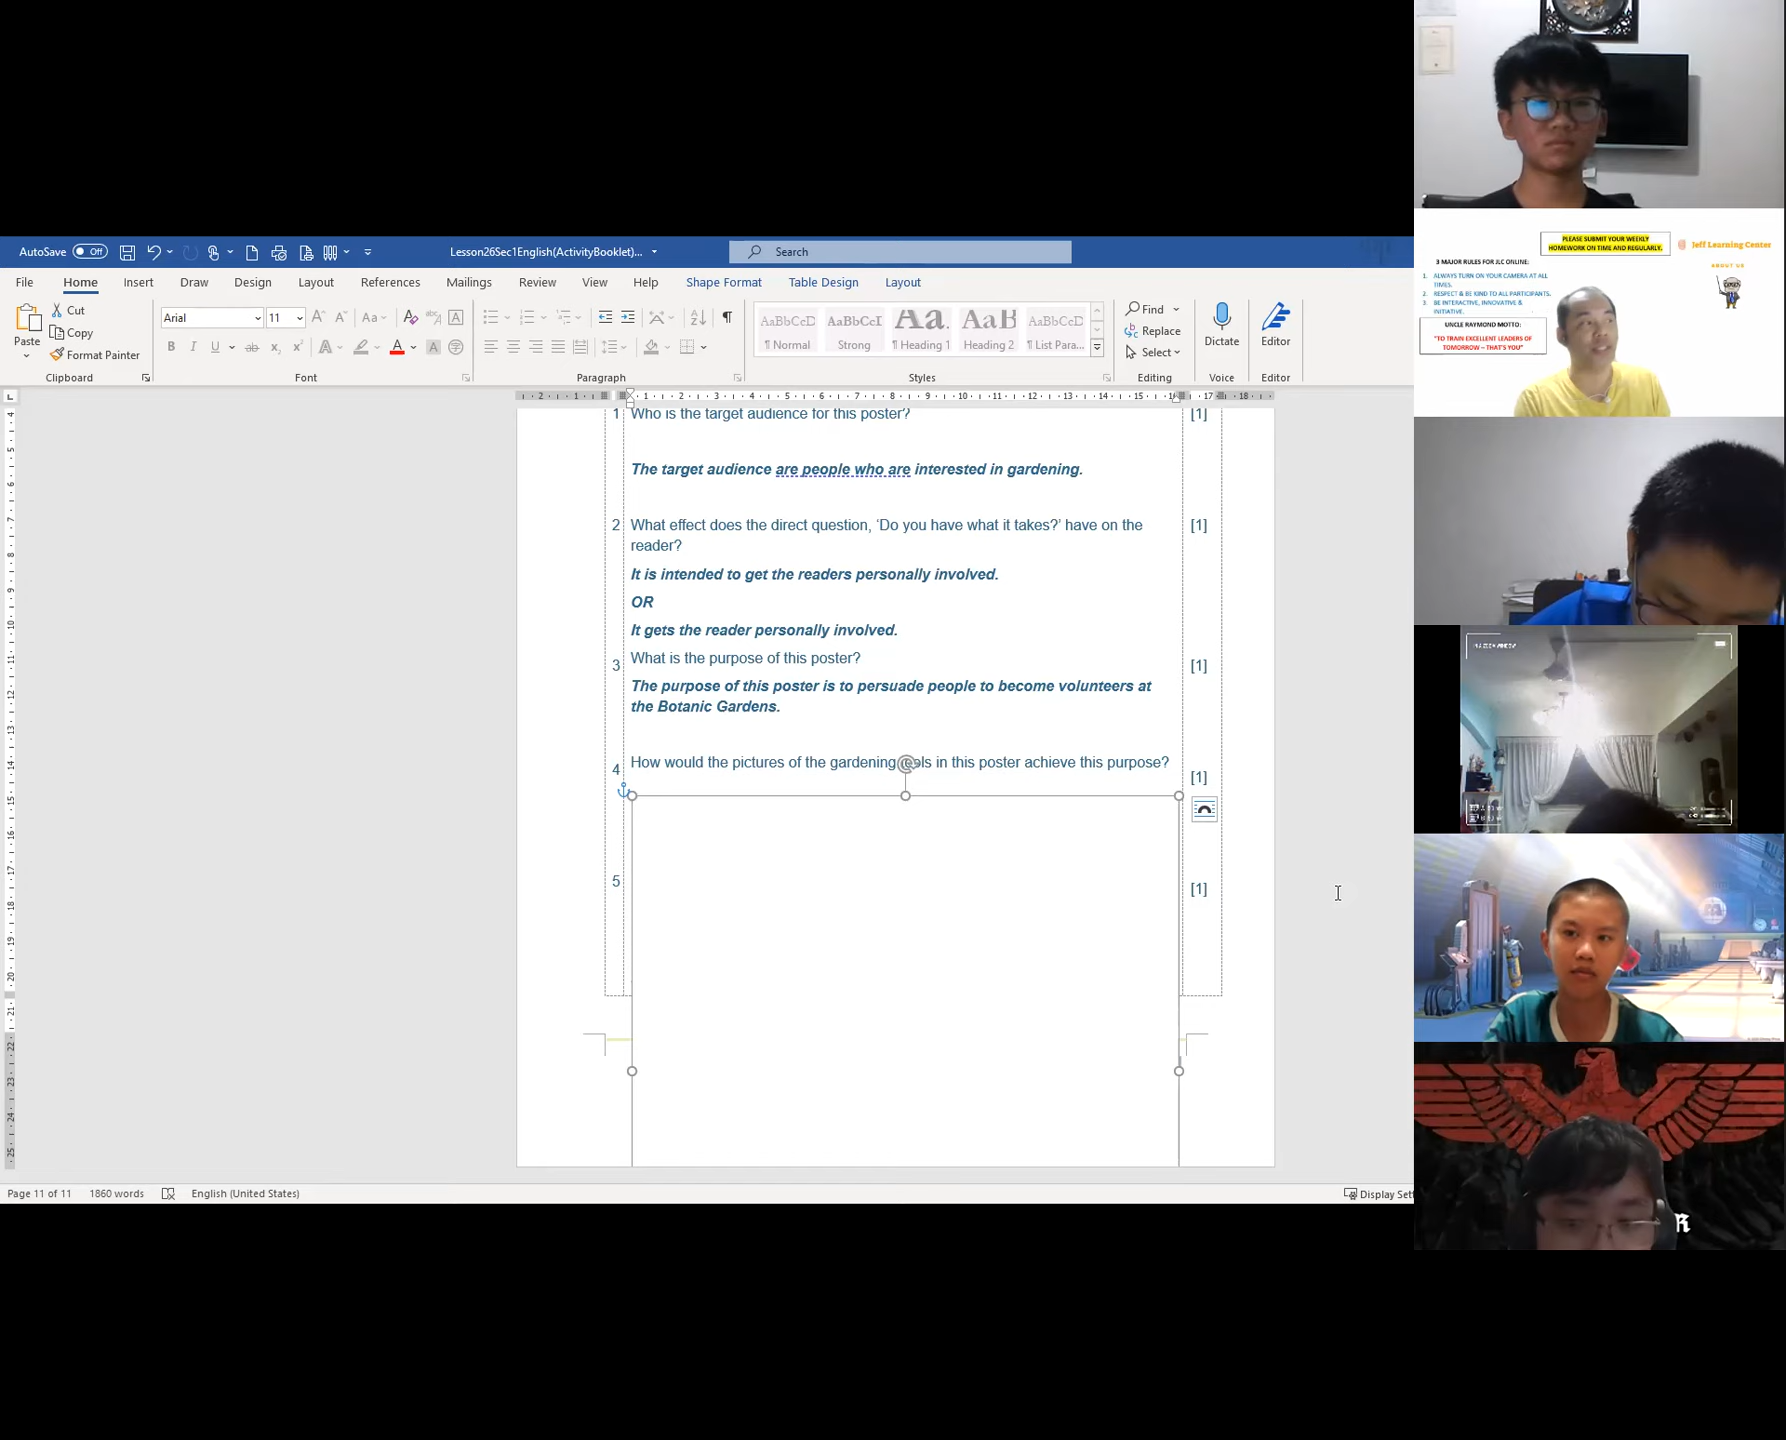 AutoSave Off
Lesson26Sec1English(ActivityBooklet)...
Search
File Home Insert Draw Design Layout References Mailings Review View Help Shape Format Table Design Layout
Paste
Cut
Copy
Format Painter
Clipboard
Arial 11
Font
Paragraph
AaBbCcD AaBbCcI Aa. AaB AaBbCcD
¶ Normal Strong ¶ Heading 1 Heading 2 ¶ List Para...
Styles
Find
Replace
Select
Editing
Dictate
Voice
Editor
Editor
1 Who is the target audience for this poster? [1]
The target audience are people who are interested in gardening.
2 What effect does the direct question, ‘Do you have what it takes?’ have on the [1]
reader?
It is intended to get the readers personally involved.
OR
It gets the reader personally involved.
3 What is the purpose of this poster? [1]
The purpose of this poster is to persuade people to become volunteers at
the Botanic Gardens.
4 How would the pictures of the gardening in this poster achieve this purpose? [1]
5 [1]
Page 11 of 11 1860 words English (United States)
Display Set
PLEASE SUBMIT YOUR WEEKLY
HOMEWORK ON TIME AND REGULARLY.
Jeff Learning Center
ABOUT US
3 MAJOR RULES FOR JLC ONLINE:
1. ALWAYS TURN ON YOUR CAMERA AT ALL
TIMES.
2. RESPECT & BE KIND TO ALL PARTICIPANTS.
3. BE INTERACTIVE, INNOVATIVE &
INITIATIVE.
UNCLE RAYMOND MOTTO:
"TO TRAIN EXCELLENT LEADERS OF
TOMORROW – THAT'S YOU"